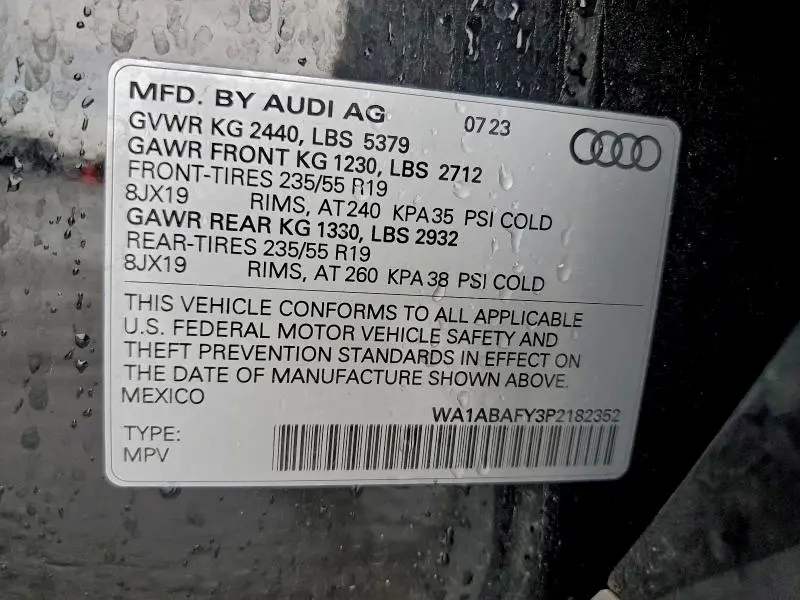 MFD. BY AUDI AG 0723
GVWR KG 2440, LBS 5379
GAWR FRONT KG 1230, LBS 2712
FRONT-TIRES 235/55 R19
8JX19 RIMS, AT 240 KPA 35 PSI COLD
GAWR REAR KG 1330, LBS 2932
REAR-TIRES 235/55 R19
8JX19 RIMS, AT 260 KPA 38 PSI COLD
THIS VEHICLE CONFORMS TO ALL APPLICABLE
U.S. FEDERAL MOTOR VEHICLE SAFETY AND
THEFT PREVENTION STANDARDS IN EFFECT ON
THE DATE OF MANUFACTURE SHOWN ABOVE.
MEXICO
WA1ABAFY3P2182352
TYPE:
MPV